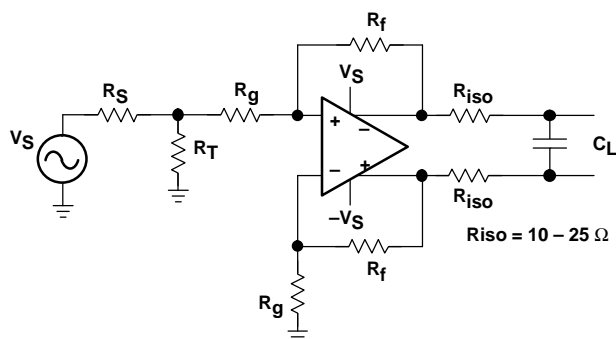 Rf
VS
RS
Rg
Riso
VS
+
–
RT
CL
+
–
Riso
–VS
Riso = 10 – 25 Ω
Rf
Rg